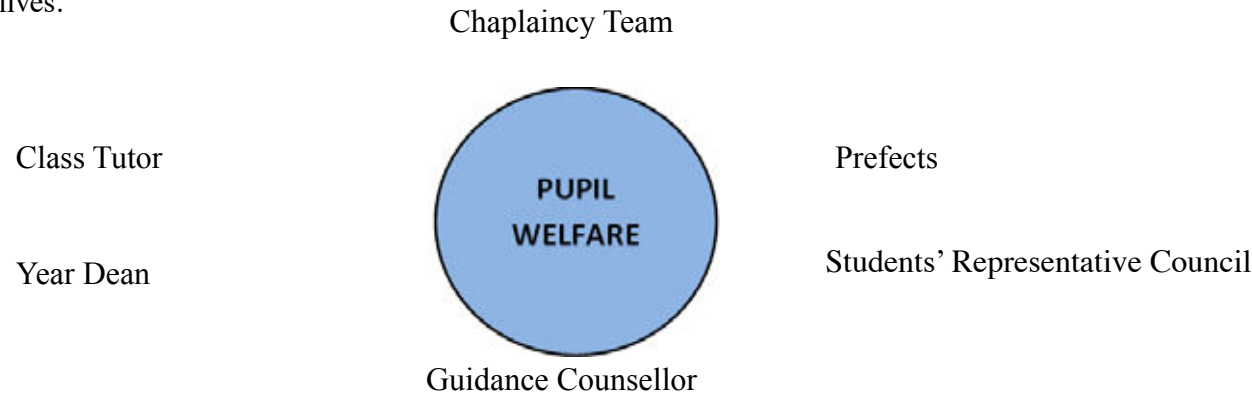 lives.
Chaplaincy Team
Class Tutor
Prefects
PUPIL
WELFARE
Year Dean
Students’ Representative Council
Guidance Counsellor